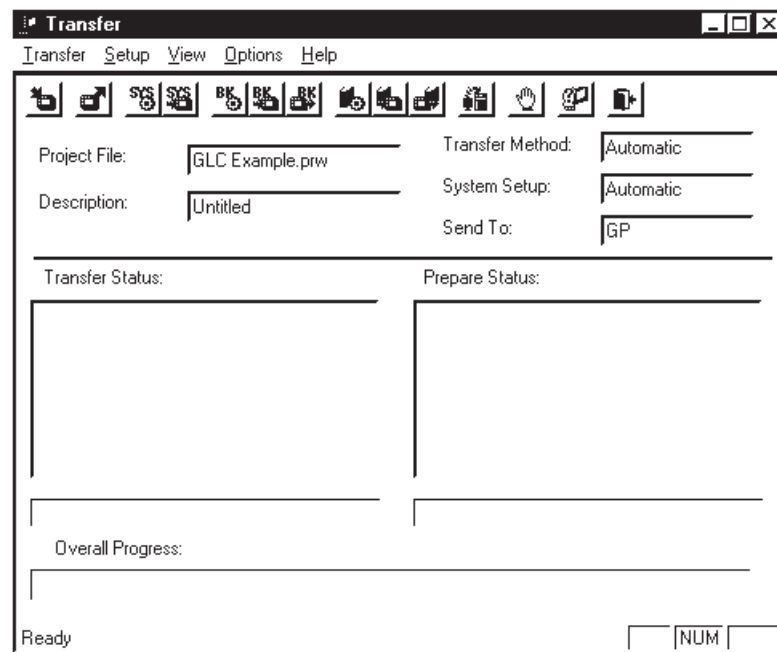 Transfer
Transfer Setup View Options Help
SYS SYS BK BK BK
Project File: GLC Example.prw
Description: Untitled
Transfer Method: Automatic
System Setup: Automatic
Send To: GP
Transfer Status:
Prepare Status:
Overall Progress:
Ready NUM